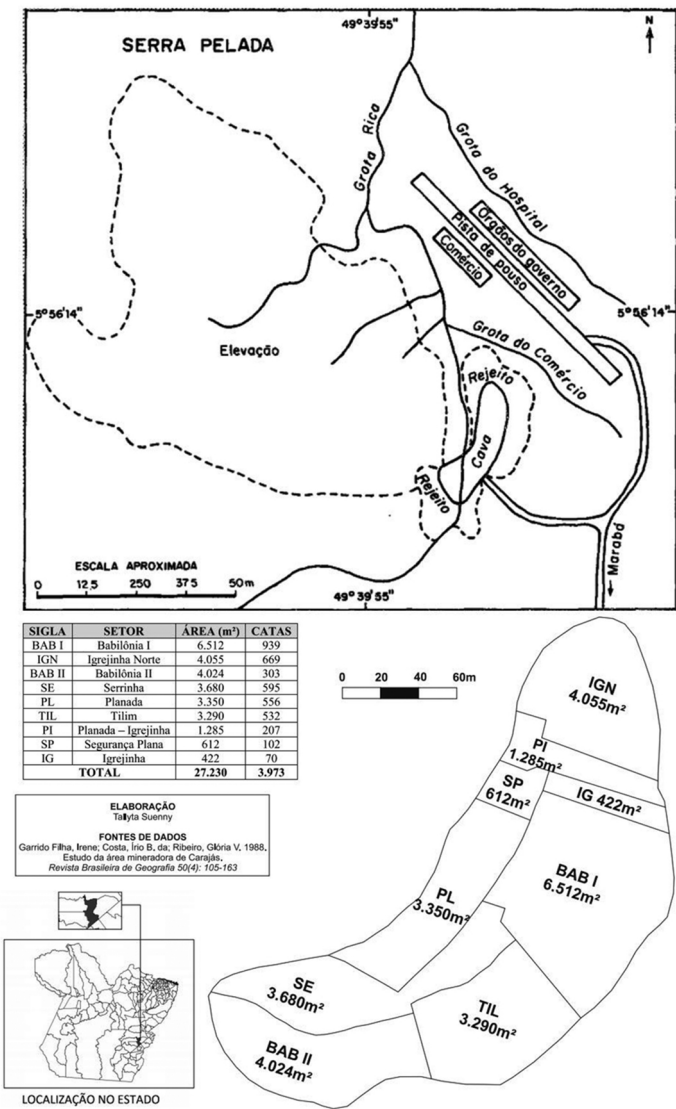 49°39'55"
N
SERRA PELADA
Grota Rica
Grota do Hospital
Órgãos do governo
Pista de pouso
Comércio
5°56'14"
5°56'14"
Elevação
Grota do Comércio
Rejeito
Cava
Rejeito
Marabd
ESCALA APROXIMADA
0 12,5 250 375 50m
49°39'55"
SIGLA SETOR ÁREA (m²) CATAS
BAB I Babilônia I 6.512 939
IGN Igrejinha Norte 4.055 669
BAB II Babilônia II 4.024 303
SE Serrinha 3.680 595
PL Planada 3.350 556
TIL Tilim 3.290 532
PI Planada – Igrejinha 1.285 207
SP Segurança Plana 612 102
IG Igrejinha 422 70
TOTAL 27.230 3.973
0 20 40 60m
IGN
4.055m²
PI
1.285m²
SP
612m²
IG 422m²
BAB I
6.512m²
PL
3.350m²
SE
3.680m²
TIL
3.290m²
BAB II
4.024m²
ELABORAÇÃO
Tallyta Suenny
FONTES DE DADOS
Garrido Filha, Irene; Costa, Írio B. da; Ribeiro, Glória V. 1988.
Estudo da área mineradora de Carajás.
Revista Brasileira de Geografia 50(4): 105-163
LOCALIZAÇÃO NO ESTADO